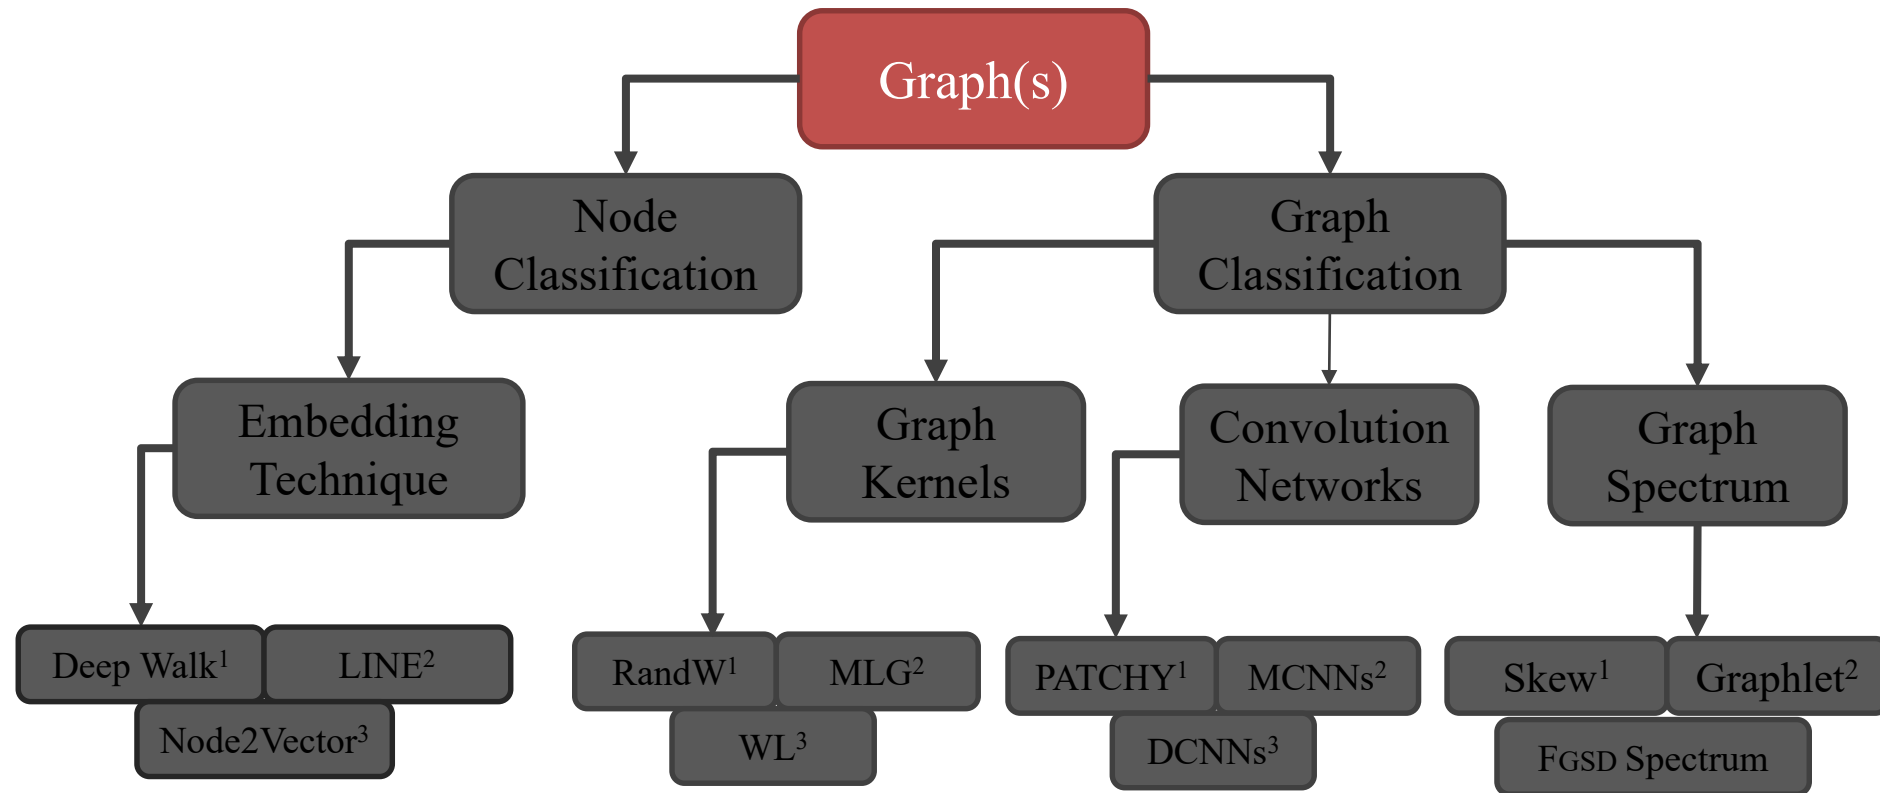 Graph(s)
Node
Classification
Graph
Classification
Embedding
Technique
Graph
Kernels
Convolution
Networks
Graph
Spectrum
Deep Walk¹
LINE²
Node2Vector³
RandW¹
MLG²
WL³
PATCHY¹
MCNNs²
DCNNs³
Skew¹
Graphlet²
FGSD Spectrum